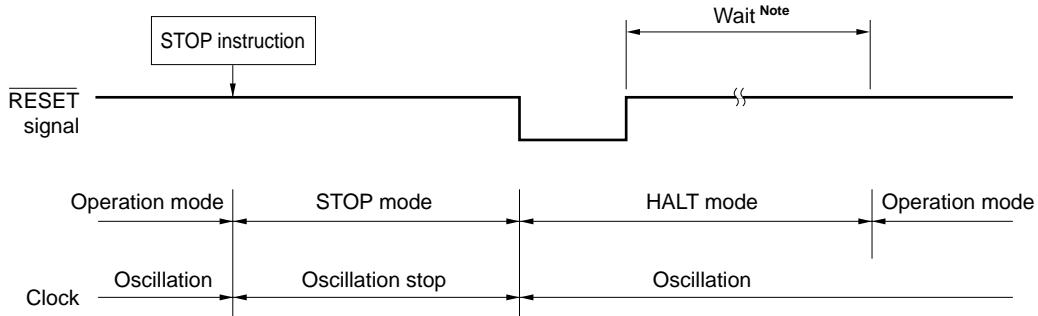 Wait Note
STOP instruction
RESET
signal
Operation mode
STOP mode
HALT mode
Operation mode
Clock
Oscillation
Oscillation stop
Oscillation